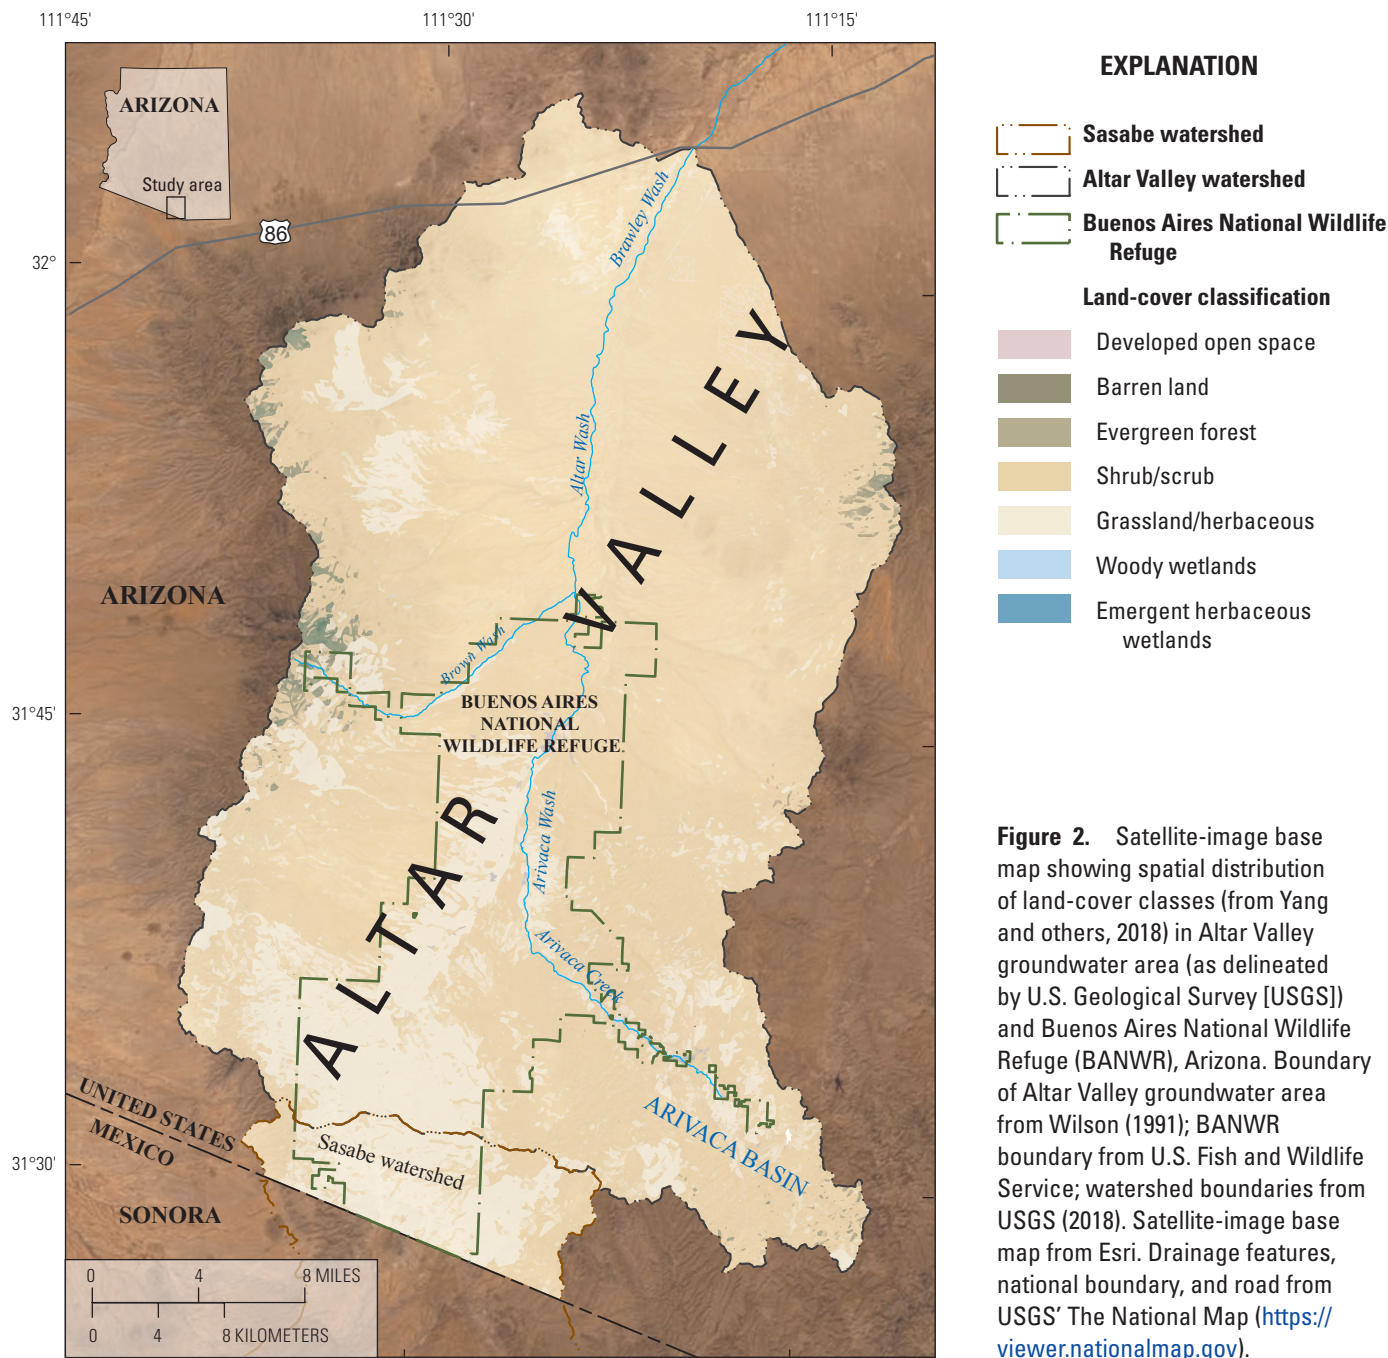 111°45'
111°30'
111°15'
32°
31°45'
31°30'
ARIZONA
Study area
86
Brawley Wash
Altar Wash
ALTAR VALLEY
ARIZONA
Brown Wash
BUENOS AIRES
NATIONAL
WILDLIFE REFUGE
Arivaca Wash
Arivaca Creek
ARIVACA BASIN
UNITED STATES
MEXICO
Sasabe watershed
SONORA
0 4 8 MILES
0 4 8 KILOMETERS
EXPLANATION
Sasabe watershed
Altar Valley watershed
Buenos Aires National Wildlife
Refuge
Land-cover classification
Developed open space
Barren land
Evergreen forest
Shrub/scrub
Grassland/herbaceous
Woody wetlands
Emergent herbaceous
wetlands
Figure 2. Satellite-image base
map showing spatial distribution
of land-cover classes (from Yang
and others, 2018) in Altar Valley
groundwater area (as delineated
by U.S. Geological Survey [USGS])
and Buenos Aires National Wildlife
Refuge (BANWR), Arizona. Boundary
of Altar Valley groundwater area
from Wilson (1991); BANWR
boundary from U.S. Fish and Wildlife
Service; watershed boundaries from
USGS (2018). Satellite-image base
map from Esri. Drainage features,
national boundary, and road from
USGS’ The National Map (https://
viewer.nationalmap.gov).